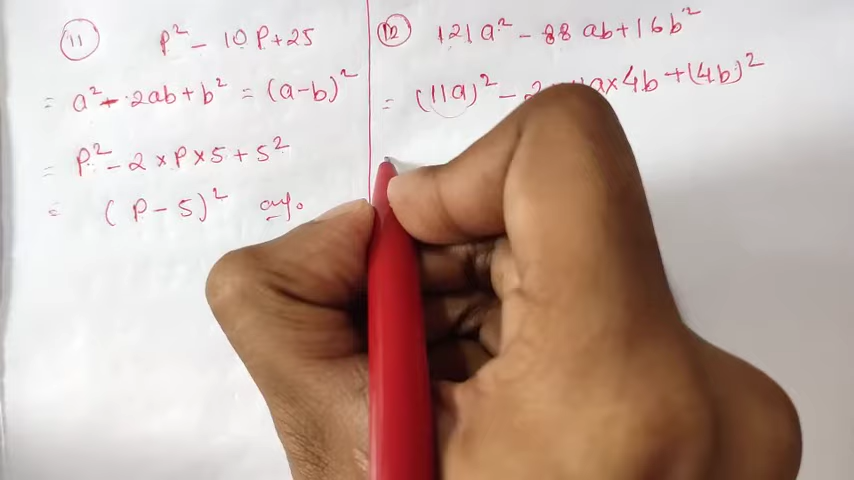 (11) p² - 10p + 25
= a² - 2ab + b² = (a-b)²
= p² - 2 × p × 5 + 5²
= (p - 5)² ans.
(12) 121a² - 88ab + 16b²
= (11a)² - 2 a × 4b + (4b)²